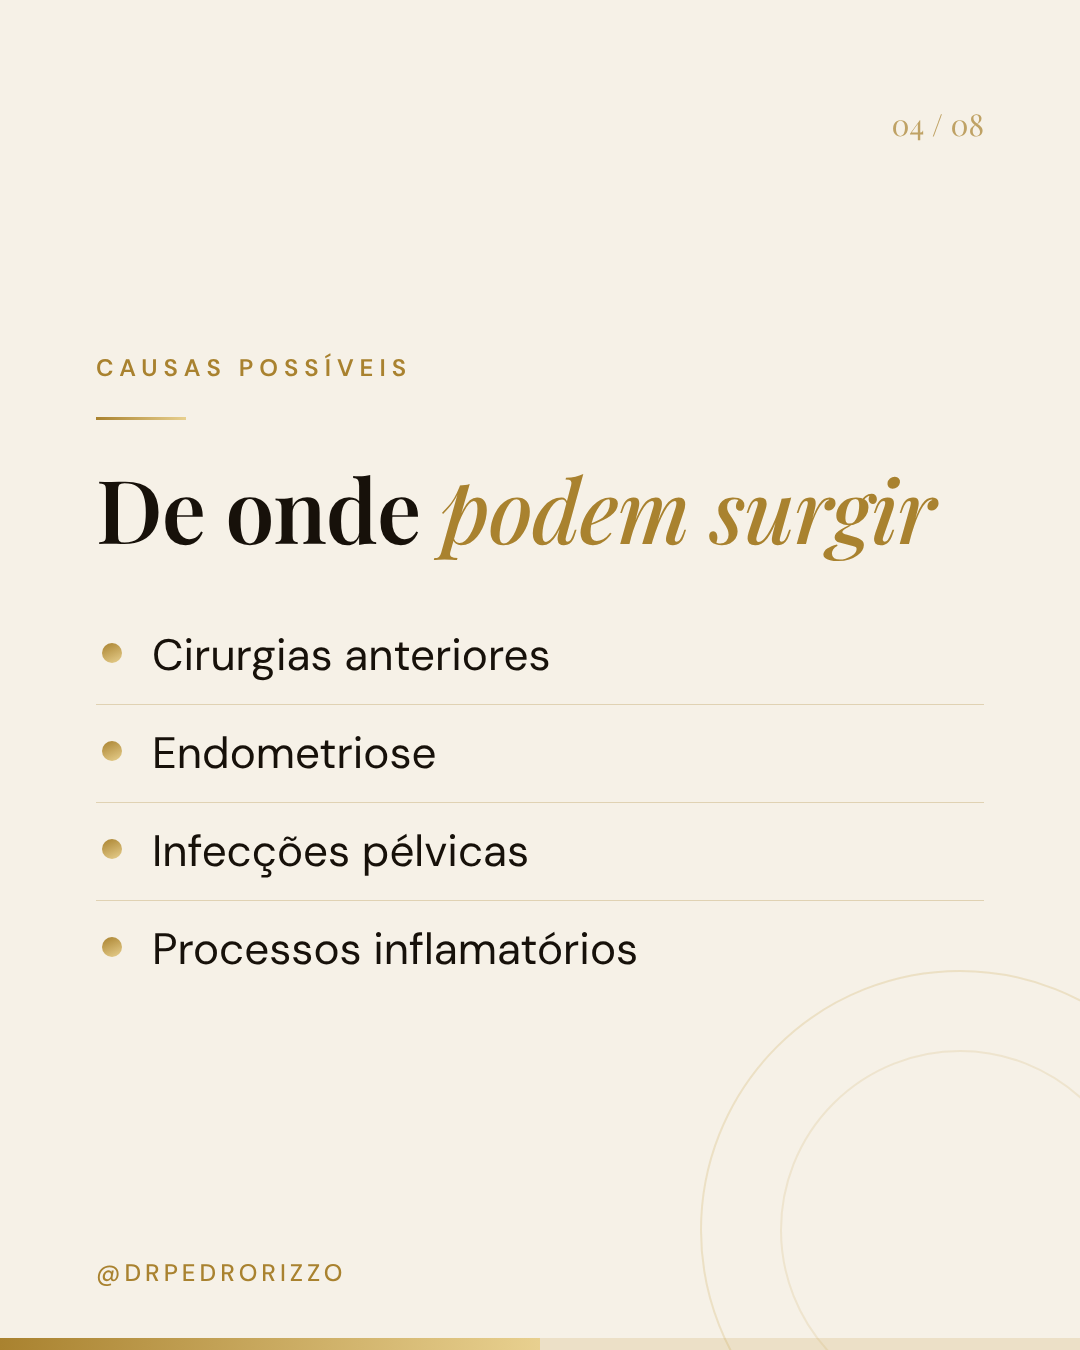 04 / 08
CAUSAS POSSÍVEIS
De onde podem surgir
Cirurgias anteriores
Endometriose
Infecções pélvicas
Processos inflamatórios
@DRPEDRORIZZO